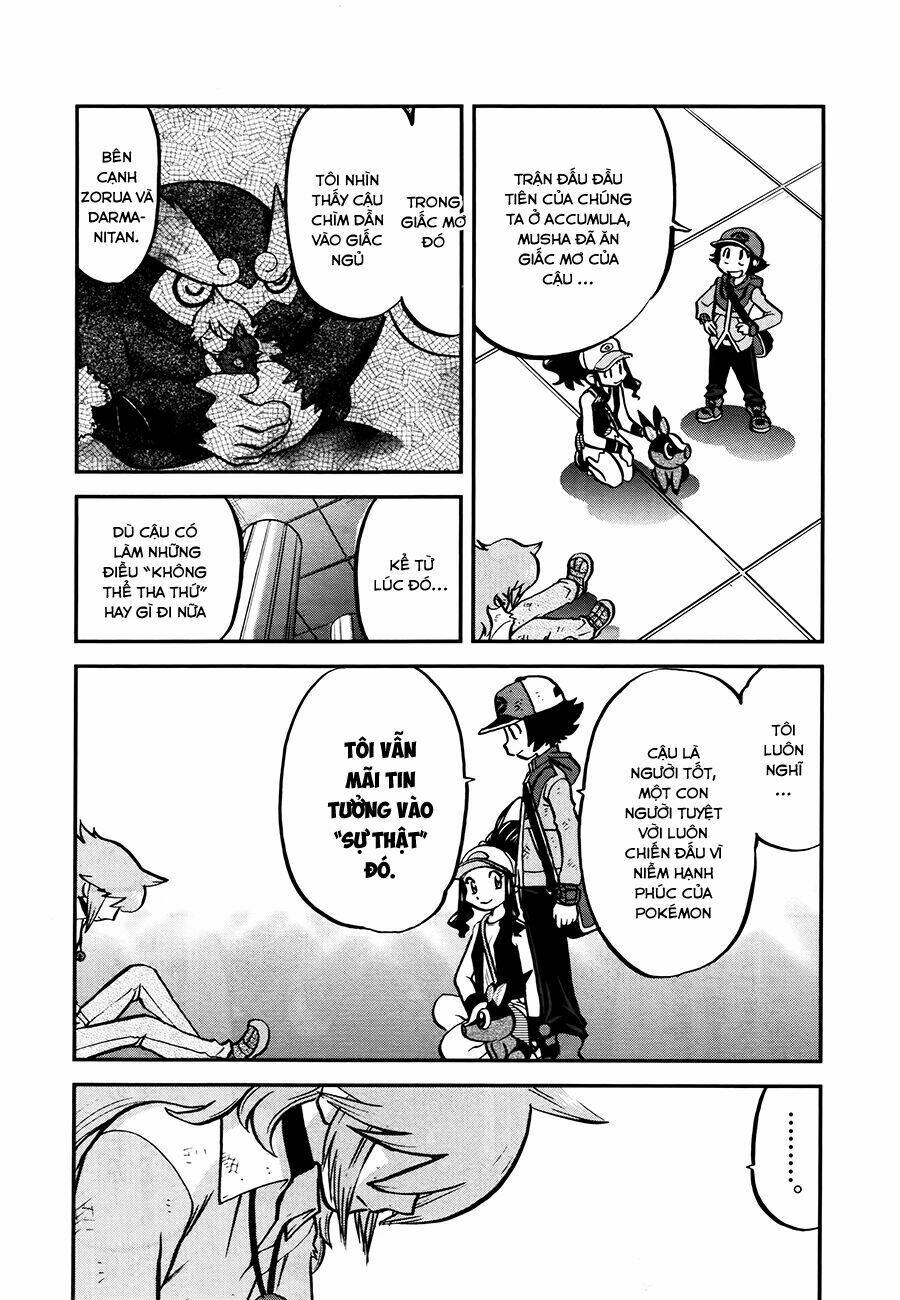 TRẬN ĐẤU ĐẦU
TIÊN CỦA CHÚNG
TA Ở ACCUMULA,
MUSHA ĐÃ ĂN
GIẤC MƠ CỦA
CẬU ...
TRONG
GIẤC MƠ
ĐÓ
TÔI NHÌN
THẤY CẬU
CHÌM DẦN
VÀO GIẤC
NGỦ
BÊN
CẠNH
ZORUA VÀ
DARMA-
NITAN.
KỂ TỪ
LÚC ĐÓ...
DÙ CẬU CÓ
LÀM NHỮNG
ĐIỀU "KHÔNG
THỂ THA THỨ"
HAY GÌ ĐI NỮA
TÔI
LUÔN
NGHĨ
...
CẬU LÀ
NGƯỜI TỐT,
MỘT CON
NGƯỜI TUYỆT
VỜI LUÔN
CHIẾN ĐẤU VÌ
NIỀM HẠNH
PHÚC CỦA
POKÉMON
TÔI VẪN
MÃI TIN
TƯỞNG VÀO
"SỰ THẬT"
ĐÓ.
.........